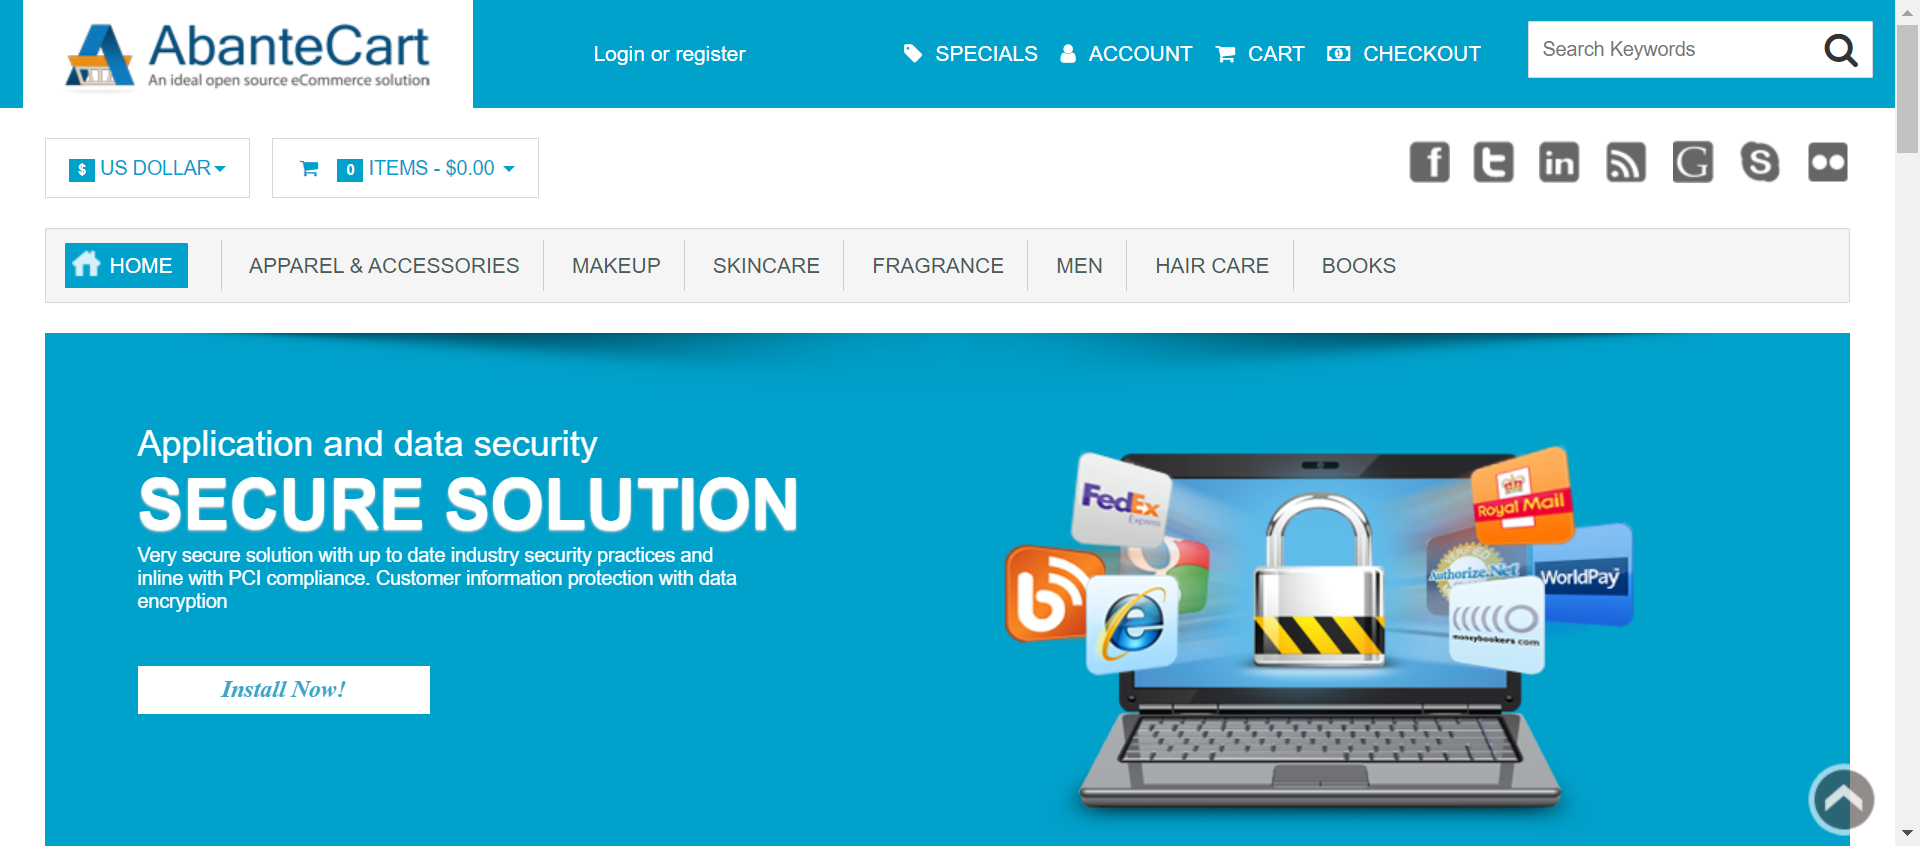 AbanteCart
An ideal open source eCommerce solution
Login or register
SPECIALS
ACCOUNT
CART
CHECKOUT
Search Keywords
$ US DOLLAR
0 ITEMS - $0.00
HOME
APPAREL & ACCESSORIES
MAKEUP
SKINCARE
FRAGRANCE
MEN
HAIR CARE
BOOKS
Application and data security
SECURE SOLUTION
Very secure solution with up to date industry security practices and
inline with PCI compliance. Customer information protection with data
encryption
Install Now!
FedEx
Express
Royal Mail
VERIFIED
Authorize.Net
WorldPay
moneybookers.com